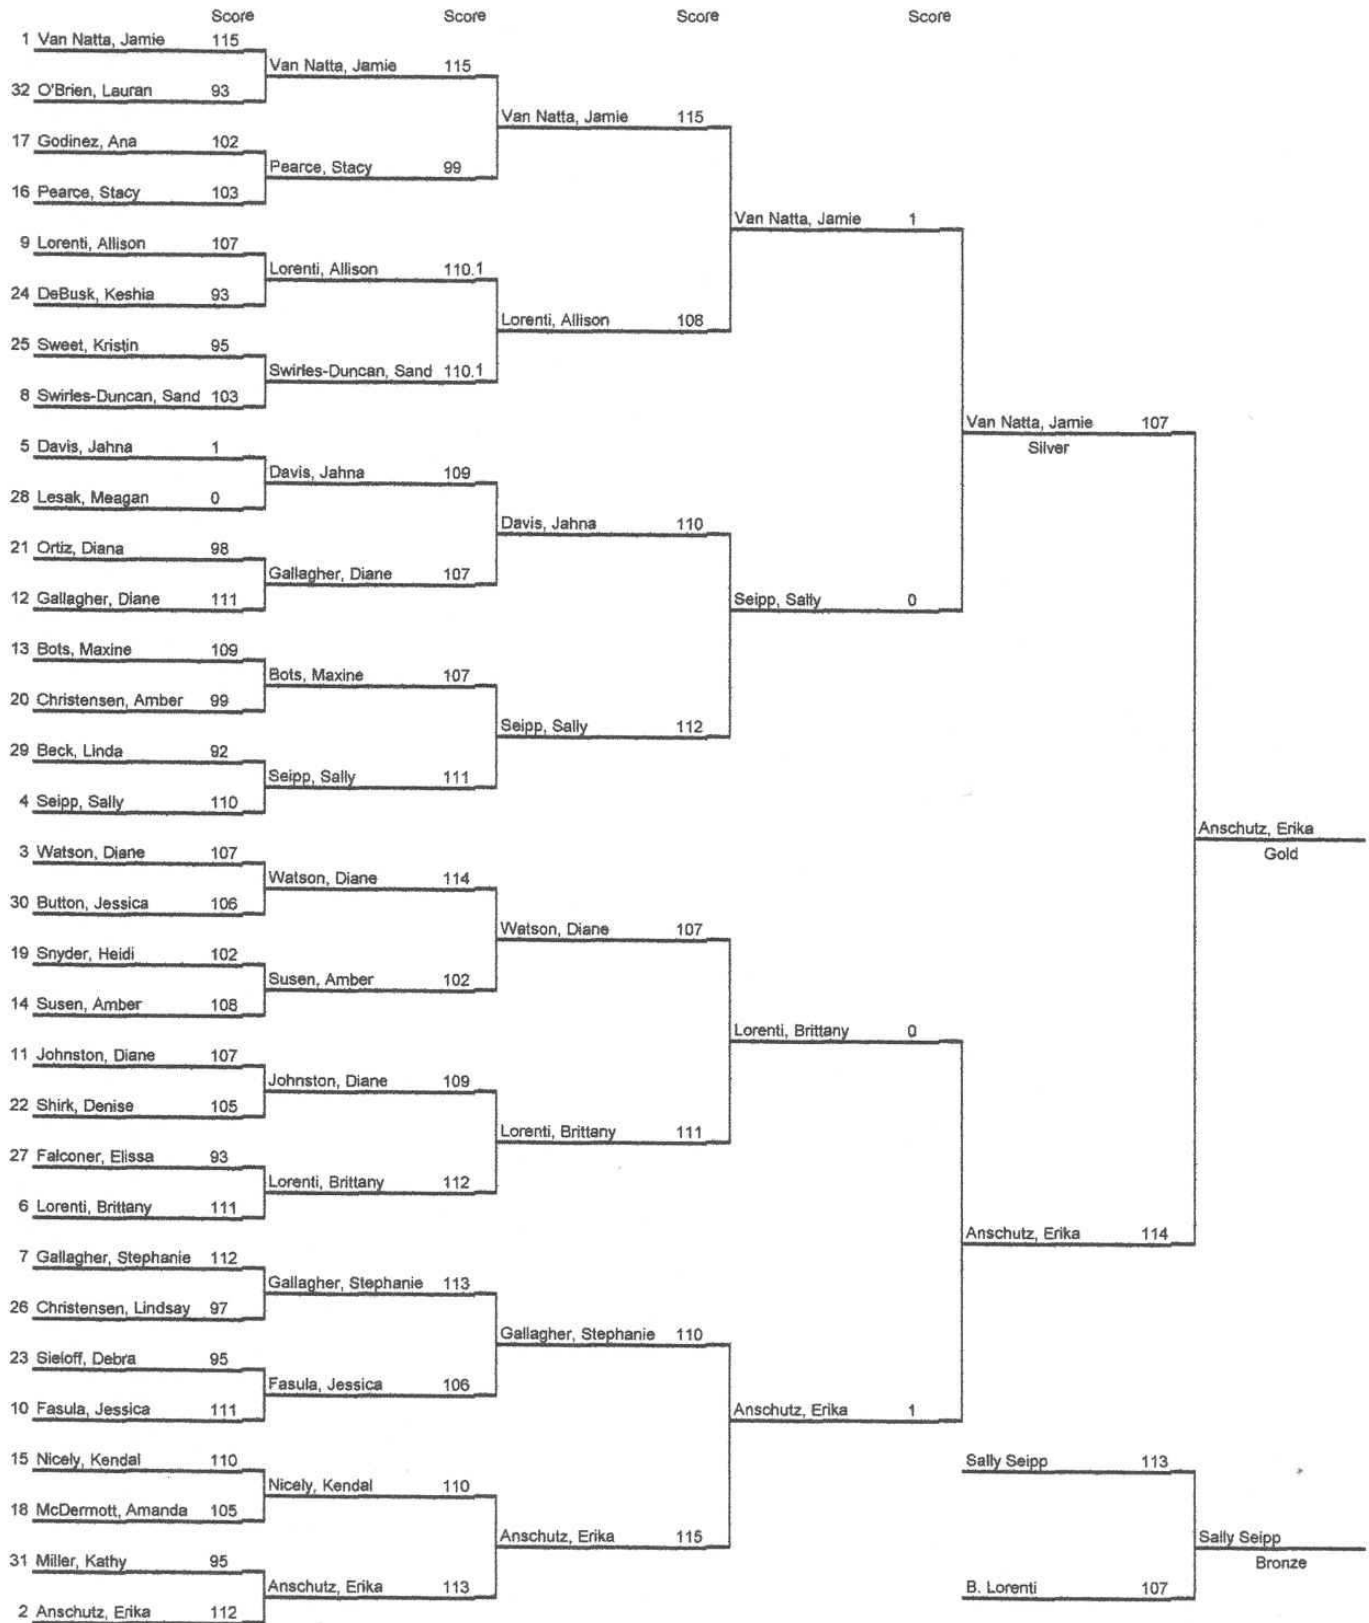 Score Score Score Score
1 Van Natta, Jamie 115
Van Natta, Jamie 115
32 O'Brien, Lauran 93
Van Natta, Jamie 115
17 Godinez, Ana 102
Pearce, Stacy 99
16 Pearce, Stacy 103
Van Natta, Jamie 1
9 Lorenti, Allison 107
Lorenti, Allison 110.1
24 DeBusk, Keshia 93
Lorenti, Allison 108
25 Sweet, Kristin 95
Swirles-Duncan, Sand 110.1
8 Swirles-Duncan, Sand 103
Van Natta, Jamie 107
Silver
5 Davis, Jahna 1
Davis, Jahna 109
28 Lesak, Meagan 0
Davis, Jahna 110
21 Ortiz, Diana 98
Gallagher, Diane 107
12 Gallagher, Diane 111
Seipp, Sally 0
13 Bots, Maxine 109
Bots, Maxine 107
20 Christensen, Amber 99
Seipp, Sally 112
29 Beck, Linda 92
Seipp, Sally 111
4 Seipp, Sally 110
Anschutz, Erika
Gold
3 Watson, Diane 107
Watson, Diane 114
30 Button, Jessica 106
Watson, Diane 107
19 Snyder, Heidi 102
Susen, Amber 102
14 Susen, Amber 108
Lorenti, Brittany 0
11 Johnston, Diane 107
Johnston, Diane 109
22 Shirk, Denise 105
Lorenti, Brittany 111
27 Falconer, Elissa 93
Lorenti, Brittany 112
6 Lorenti, Brittany 111
Anschutz, Erika 114
7 Gallagher, Stephanie 112
Gallagher, Stephanie 113
26 Christensen, Lindsay 97
Gallagher, Stephanie 110
23 Sieloff, Debra 95
Fasula, Jessica 106
10 Fasula, Jessica 111
Anschutz, Erika 1
15 Nicely, Kendal 110
Nicely, Kendal 110
18 McDermott, Amanda 105
Anschutz, Erika 115
31 Miller, Kathy 95
Anschutz, Erika 113
2 Anschutz, Erika 112
Sally Seipp 113
Sally Seipp
Bronze
B. Lorenti 107